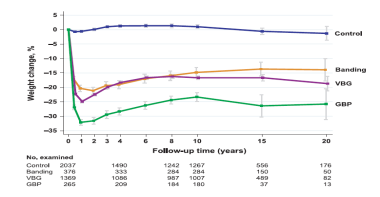 5
0
−5
−10
−15
−20
−25
−30
−35
Weight change, %
Control
Banding
VBG
GBP
0 1 2 3 4 6 8 10 15 20
Follow-up time (years)
No, examined
Control 2037 1490 1242 1267 556 176
Banding 376 333 284 284 150 50
VBG 1369 1086 987 1007 489 82
GBP 265 209 184 180 37 13